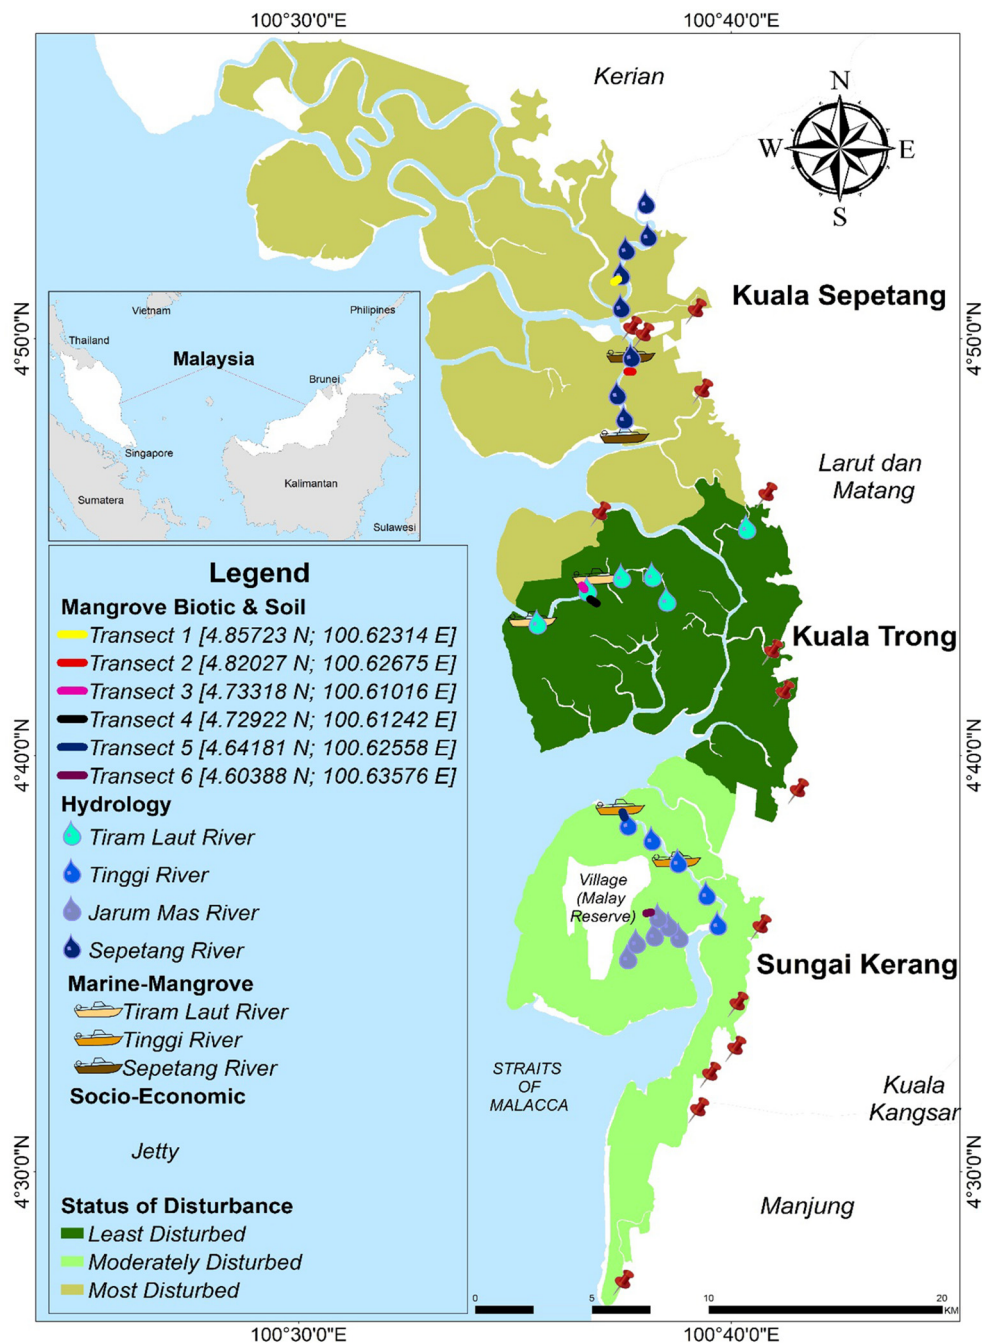 100°30'0"E
100°40'0"E
Kerian
N
W
E
S
Kuala Sepetang
4°50'0"N
4°50'0"N
Vietnam
Philipines
Thailand
Malaysia
Brunei
Singapore
Kalimantan
Sumatera
Sulawesi
Larut dan
Matang
Legend
Mangrove Biotic & Soil
Transect 1 [4.85723 N; 100.62314 E]
Transect 2 [4.82027 N; 100.62675 E]
Transect 3 [4.73318 N; 100.61016 E]
Transect 4 [4.72922 N; 100.61242 E]
Transect 5 [4.64181 N; 100.62558 E]
Transect 6 [4.60388 N; 100.63576 E]
Hydrology
Tiram Laut River
Tinggi River
Jarum Mas River
Sepetang River
Marine-Mangrove
Tiram Laut River
Tinggi River
Sepetang River
Socio-Economic
Jetty
Status of Disturbance
Least Disturbed
Moderately Disturbed
Most Disturbed
Kuala Trong
4°40'0"N
4°40'0"N
Village
(Malay
Reserve)
Sungai Kerang
STRAITS
OF
MALACCA
Kuala
Kangsar
4°30'0"N
4°30'0"N
Manjung
0
5
10
20
KM
100°30'0"E
100°40'0"E